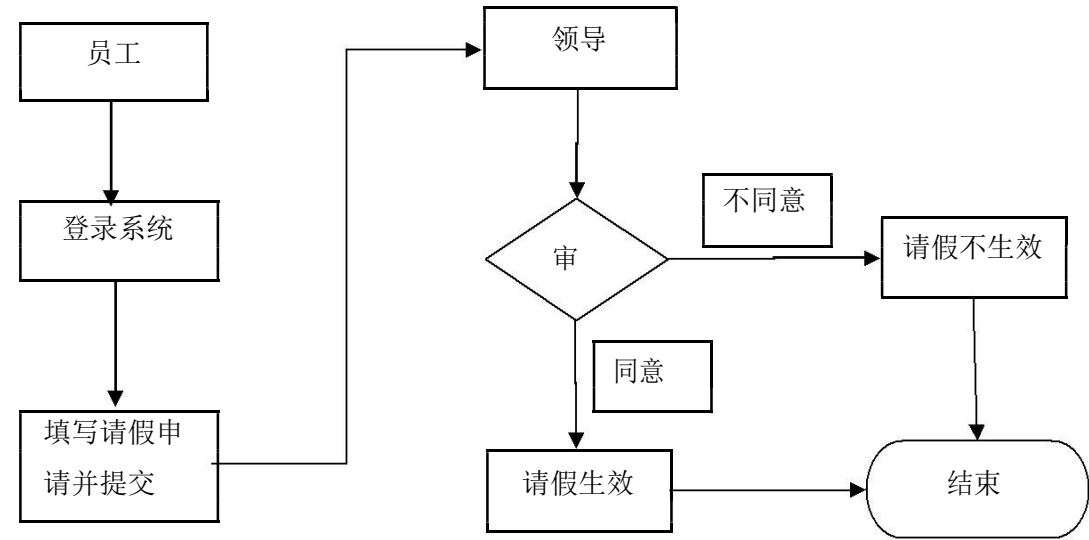 员工
登录系统
填写请假申
请并提交
领导
审
不同意
同意
请假生效
请假不生效
结束